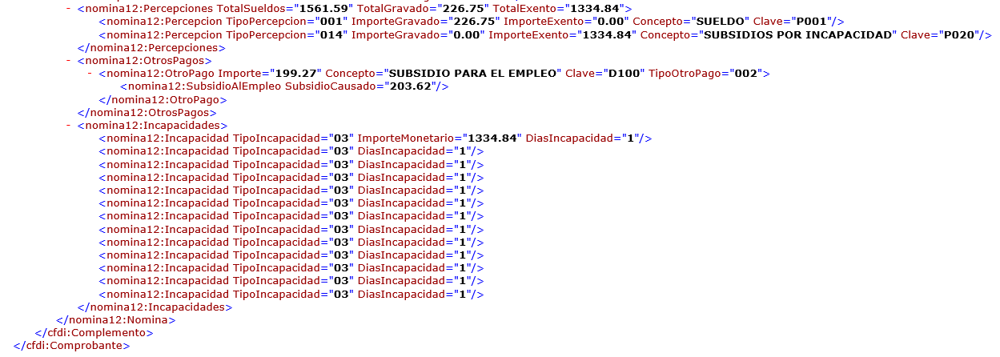 - <nomina12:Percepciones TotalSueldos="1561.59" TotalGravado="226.75" TotalExento="1334.84">
<nomina12:Percepcion TipoPercepcion="001" ImporteGravado="226.75" ImporteExento="0.00" Concepto="SUELDO" Clave="P001"/>
<nomina12:Percepcion TipoPercepcion="014" ImporteGravado="0.00" ImporteExento="1334.84" Concepto="SUBSIDIOS POR INCAPACIDAD" Clave="P020"/>
</nomina12:Percepciones>
- <nomina12:OtrosPagos>
- <nomina12:OtroPago Importe="199.27" Concepto="SUBSIDIO PARA EL EMPLEO" Clave="D100" TipoOtroPago="002">
<nomina12:SubsidioAlEmpleo SubsidioCausado="203.62"/>
</nomina12:OtroPago>
</nomina12:OtrosPagos>
- <nomina12:Incapacidades>
<nomina12:Incapacidad TipoIncapacidad="03" ImporteMonetario="1334.84" DiasIncapacidad="1"/>
<nomina12:Incapacidad TipoIncapacidad="03" DiasIncapacidad="1"/>
<nomina12:Incapacidad TipoIncapacidad="03" DiasIncapacidad="1"/>
<nomina12:Incapacidad TipoIncapacidad="03" DiasIncapacidad="1"/>
<nomina12:Incapacidad TipoIncapacidad="03" DiasIncapacidad="1"/>
<nomina12:Incapacidad TipoIncapacidad="03" DiasIncapacidad="1"/>
<nomina12:Incapacidad TipoIncapacidad="03" DiasIncapacidad="1"/>
<nomina12:Incapacidad TipoIncapacidad="03" DiasIncapacidad="1"/>
<nomina12:Incapacidad TipoIncapacidad="03" DiasIncapacidad="1"/>
<nomina12:Incapacidad TipoIncapacidad="03" DiasIncapacidad="1"/>
<nomina12:Incapacidad TipoIncapacidad="03" DiasIncapacidad="1"/>
<nomina12:Incapacidad TipoIncapacidad="03" DiasIncapacidad="1"/>
<nomina12:Incapacidad TipoIncapacidad="03" DiasIncapacidad="1"/>
</nomina12:Incapacidades>
</nomina12:Nomina>
</cfdi:Complemento>
</cfdi:Comprobante>